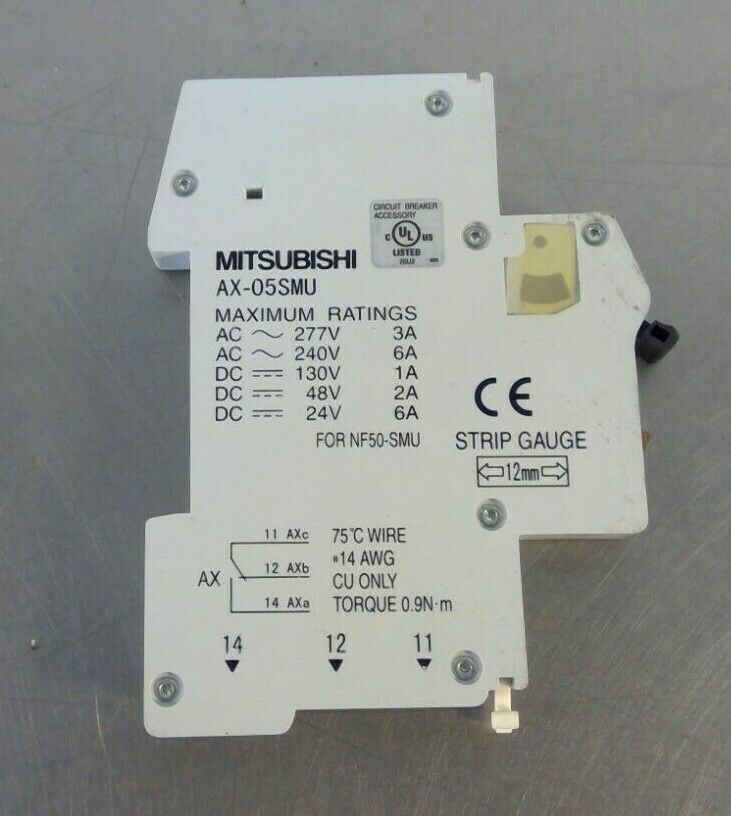 CIRCUIT BREAKER
ACCESSORY
C UL US
LISTED
MITSUBISHI
AX-05SMU
MAXIMUM RATINGS
AC ～ 277V 3A
AC ～ 240V 6A
DC ⎓ 130V 1A
DC ⎓ 48V 2A
DC ⎓ 24V 6A
FOR NF50-SMU
CE
STRIP GAUGE
12mm
11 AXc 75℃ WIRE
#14 AWG
AX 12 AXb CU ONLY
14 AXa TORQUE 0.9N·m
14 12 11